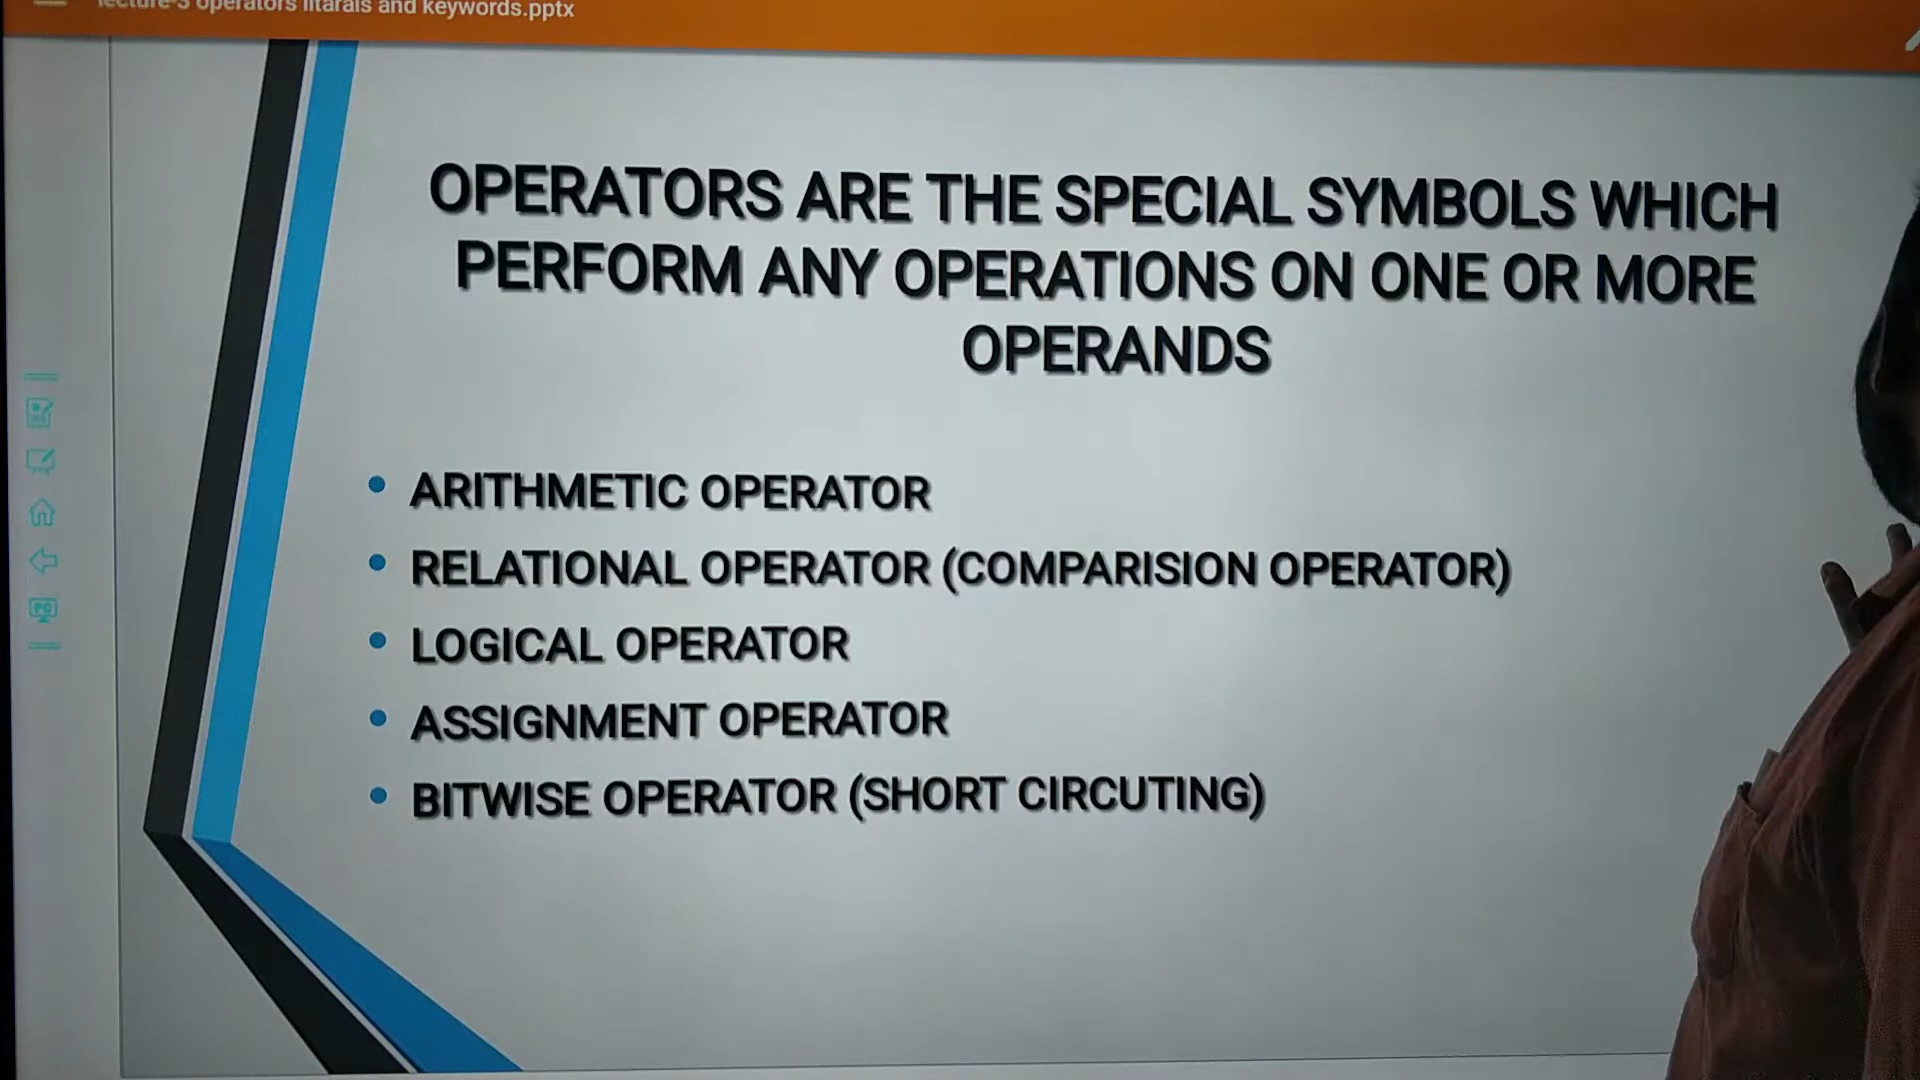 lecture-3 operators litarals and keywords.pptx
OPERATORS ARE THE SPECIAL SYMBOLS WHICH
PERFORM ANY OPERATIONS ON ONE OR MORE
OPERANDS
• ARITHMETIC OPERATOR
• RELATIONAL OPERATOR (COMPARISION OPERATOR)
• LOGICAL OPERATOR
• ASSIGNMENT OPERATOR
• BITWISE OPERATOR (SHORT CIRCUTING)
PC